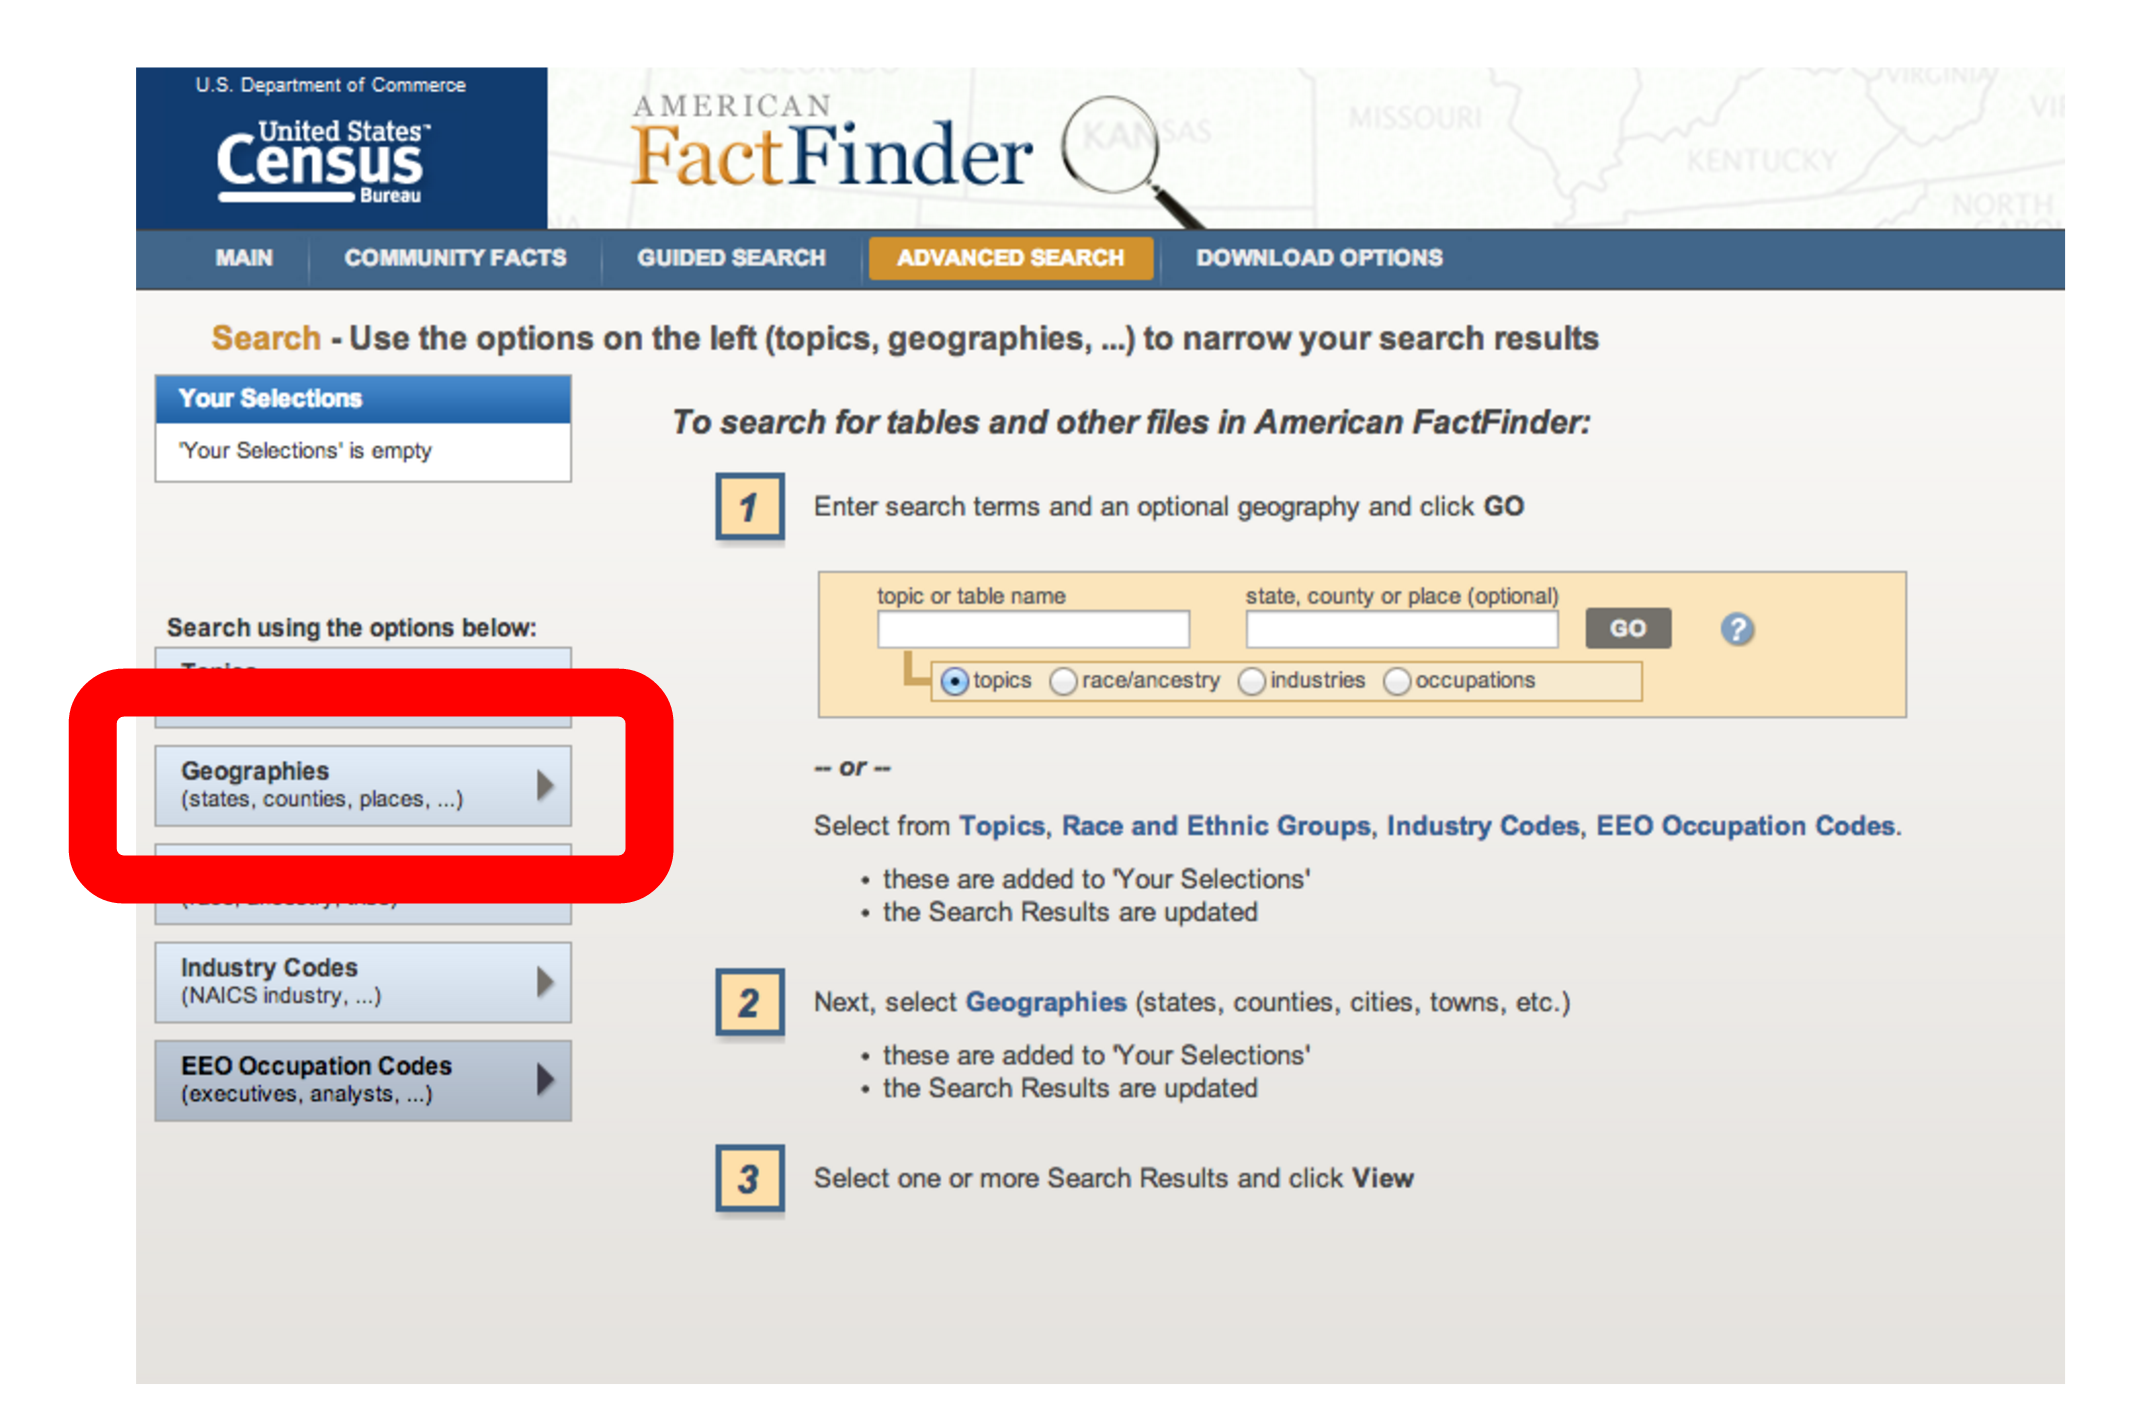 U.S. Department of Commerce
United States™
Census
Bureau
AMERICAN
FactFinder
KANSAS
MISSOURI
KENTUCKY
VIRGINIA
NORTH
MAIN
COMMUNITY FACTS
GUIDED SEARCH
ADVANCED SEARCH
DOWNLOAD OPTIONS
Search - Use the options on the left (topics, geographies, ...) to narrow your search results
Your Selections
'Your Selections' is empty
Search using the options below:
Topics
Geographies
(states, counties, places, ...)
(race, ancestry, tribe)
Industry Codes
(NAICS industry, ...)
EEO Occupation Codes
(executives, analysts, ...)
To search for tables and other files in American FactFinder:
1
Enter search terms and an optional geography and click GO
topic or table name
state, county or place (optional)
GO
?
topics race/ancestry industries occupations
-- or --
Select from Topics, Race and Ethnic Groups, Industry Codes, EEO Occupation Codes.
• these are added to 'Your Selections'
• the Search Results are updated
2
Next, select Geographies (states, counties, cities, towns, etc.)
• these are added to 'Your Selections'
• the Search Results are updated
3
Select one or more Search Results and click View